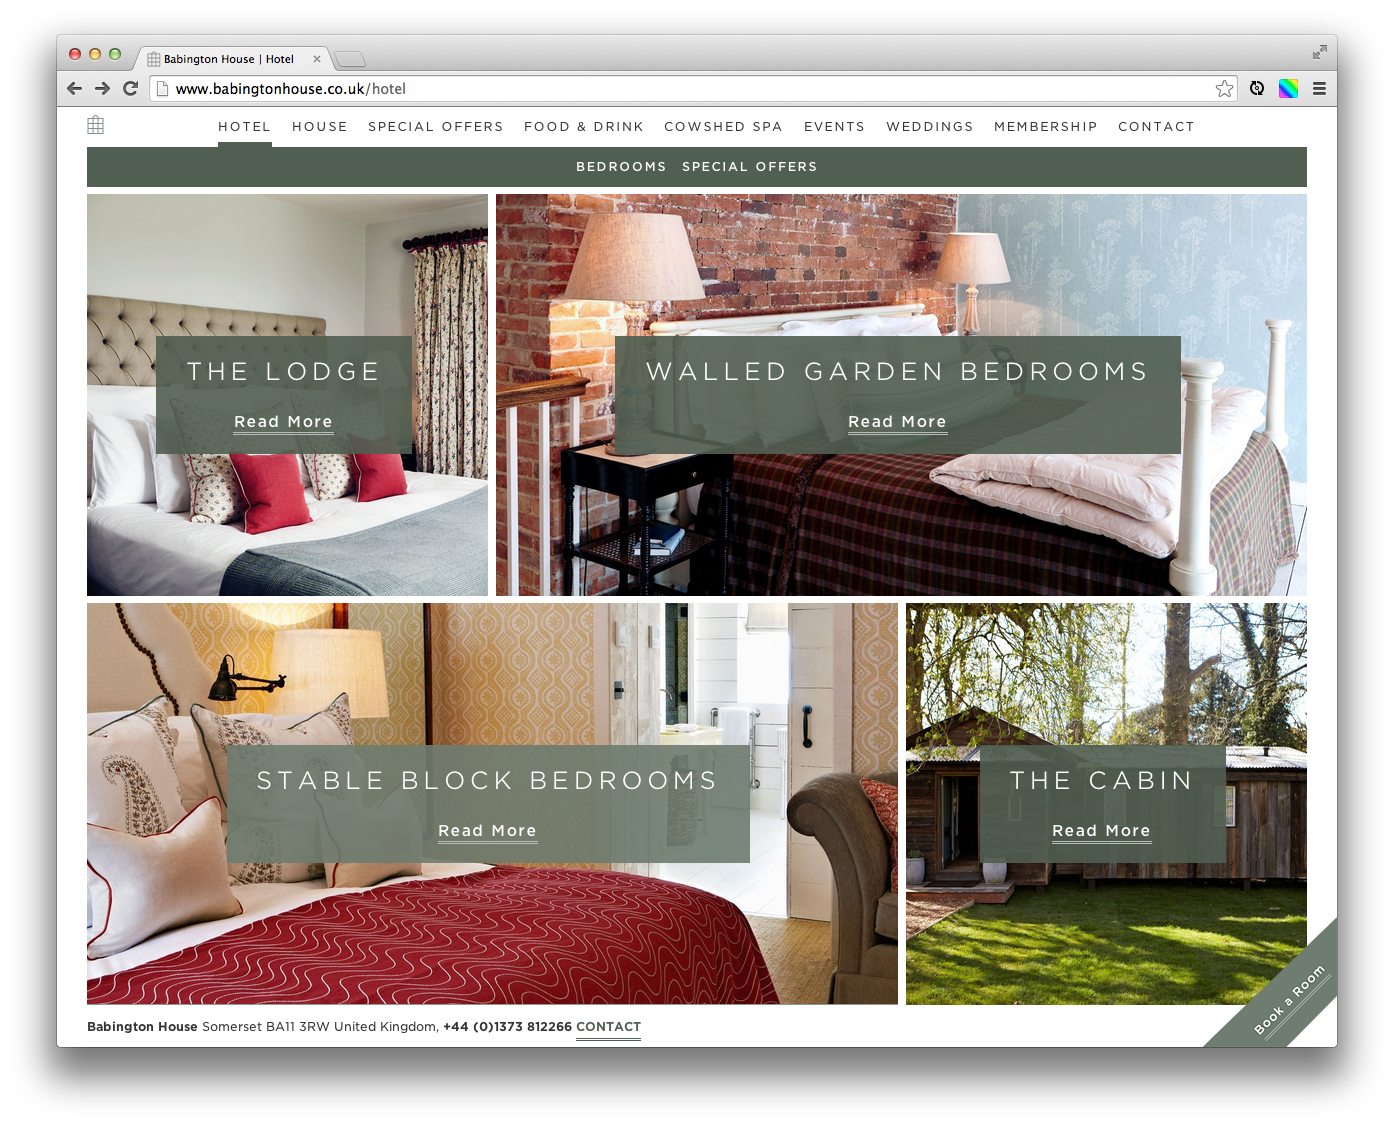 Babington House | Hotel
www.babingtonhouse.co.uk/hotel
HOTEL HOUSE SPECIAL OFFERS FOOD & DRINK COWSHED SPA EVENTS WEDDINGS MEMBERSHIP CONTACT
BEDROOMS SPECIAL OFFERS
THE LODGE
Read More
WALLED GARDEN BEDROOMS
Read More
STABLE BLOCK BEDROOMS
Read More
THE CABIN
Read More
Book a Room
Babington House Somerset BA11 3RW United Kingdom, +44 (0)1373 812266 CONTACT